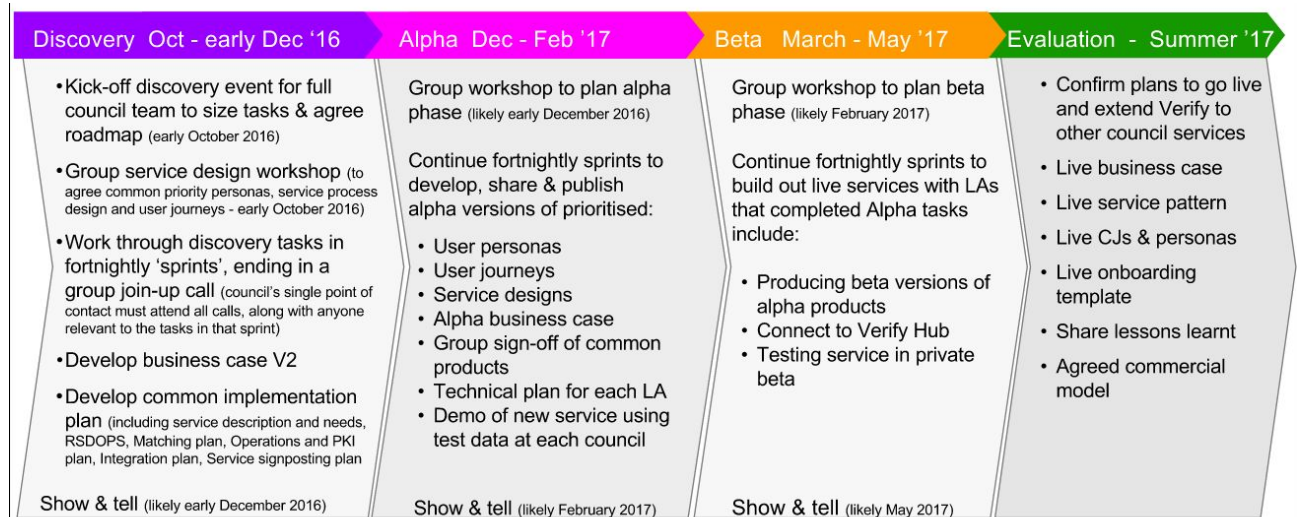 Discovery Oct - early Dec '16
•Kick-off discovery event for full
council team to size tasks & agree
roadmap (early October 2016)
•Group service design workshop (to
agree common priority personas, service process
design and user journeys - early October 2016)
•Work through discovery tasks in
fortnightly 'sprints', ending in a
group join-up call (council's single point of
contact must attend all calls, along with anyone
relevant to the tasks in that sprint)
•Develop business case V2
•Develop common implementation
plan (including service description and needs,
RSDOPS, Matching plan, Operations and PKI
plan, Integration plan, Service signposting plan
Show & tell (likely early December 2016)
Alpha Dec - Feb '17
Group workshop to plan alpha
phase (likely early December 2016)
Continue fortnightly sprints to
develop, share & publish
alpha versions of prioritised:
• User personas
• User journeys
• Service designs
• Alpha business case
• Group sign-off of common
products
• Technical plan for each LA
• Demo of new service using
test data at each council
Show & tell (likely February 2017)
Beta March - May '17
Group workshop to plan beta
phase (likely February 2017)
Continue fortnightly sprints to
build out live services with LAs
that completed Alpha tasks
include:
• Producing beta versions of
alpha products
• Connect to Verify Hub
• Testing service in private
beta
Show & tell (likely May 2017)
Evaluation - Summer '17
• Confirm plans to go live
and extend Verify to
other council services
• Live business case
• Live service pattern
• Live CJs & personas
• Live onboarding
template
• Share lessons learnt
• Agreed commercial
model